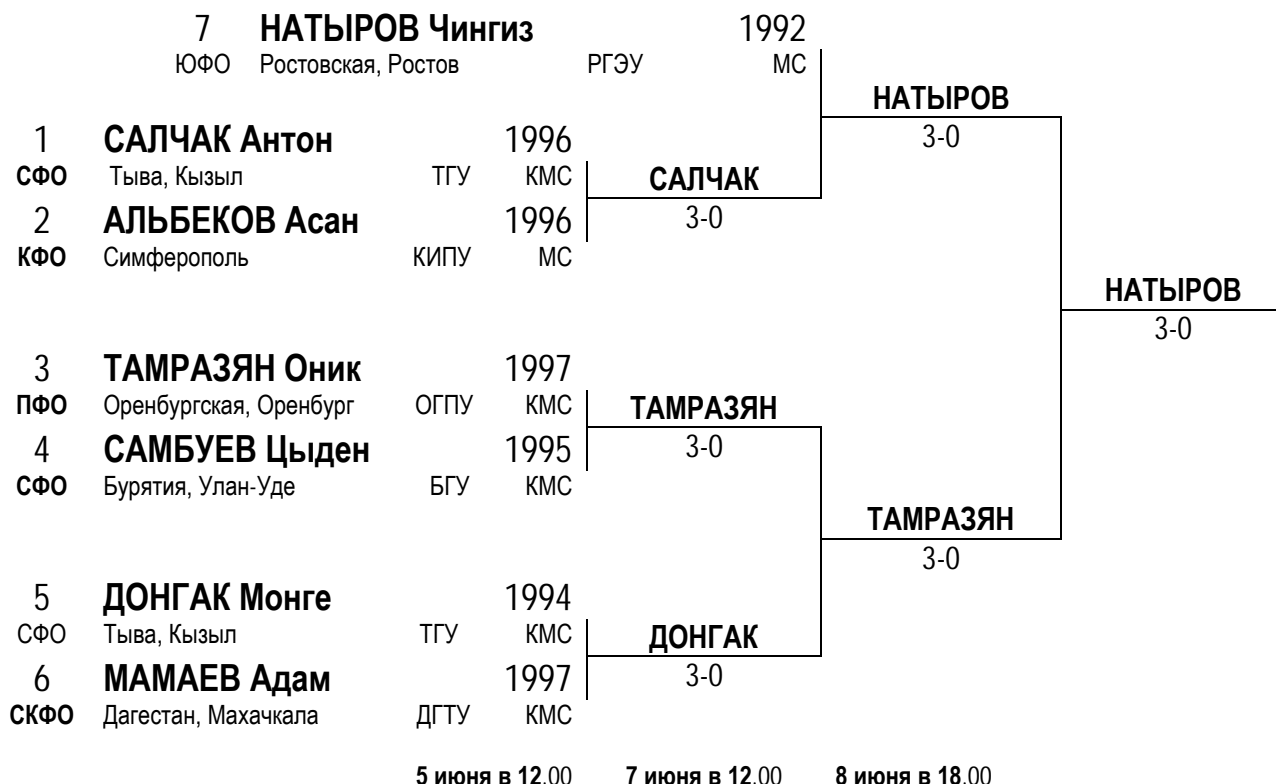 7 НАТЫРОВ Чингиз 1992
ЮФО Ростовская, Ростов РГЭУ МС
НАТЫРОВ
3-0
1 САЛЧАК Антон 1996
СФО Тыва, Кызыл ТГУ КМС
САЛЧАК
3-0
2 АЛЬБЕКОВ Асан 1996
КФО Симферополь КИПУ МС
НАТЫРОВ
3-0
3 ТАМРАЗЯН Оник 1997
ПФО Оренбургская, Оренбург ОГПУ КМС
ТАМРАЗЯН
3-0
4 САМБУЕВ Цыден 1995
СФО Бурятия, Улан-Уде БГУ КМС
ТАМРАЗЯН
3-0
5 ДОНГАК Монге 1994
СФО Тыва, Кызыл ТГУ КМС
ДОНГАК
3-0
6 МАМАЕВ Адам 1997
СКФО Дагестан, Махачкала ДГТУ КМС
5 июня в 12.00 7 июня в 12.00 8 июня в 18.00